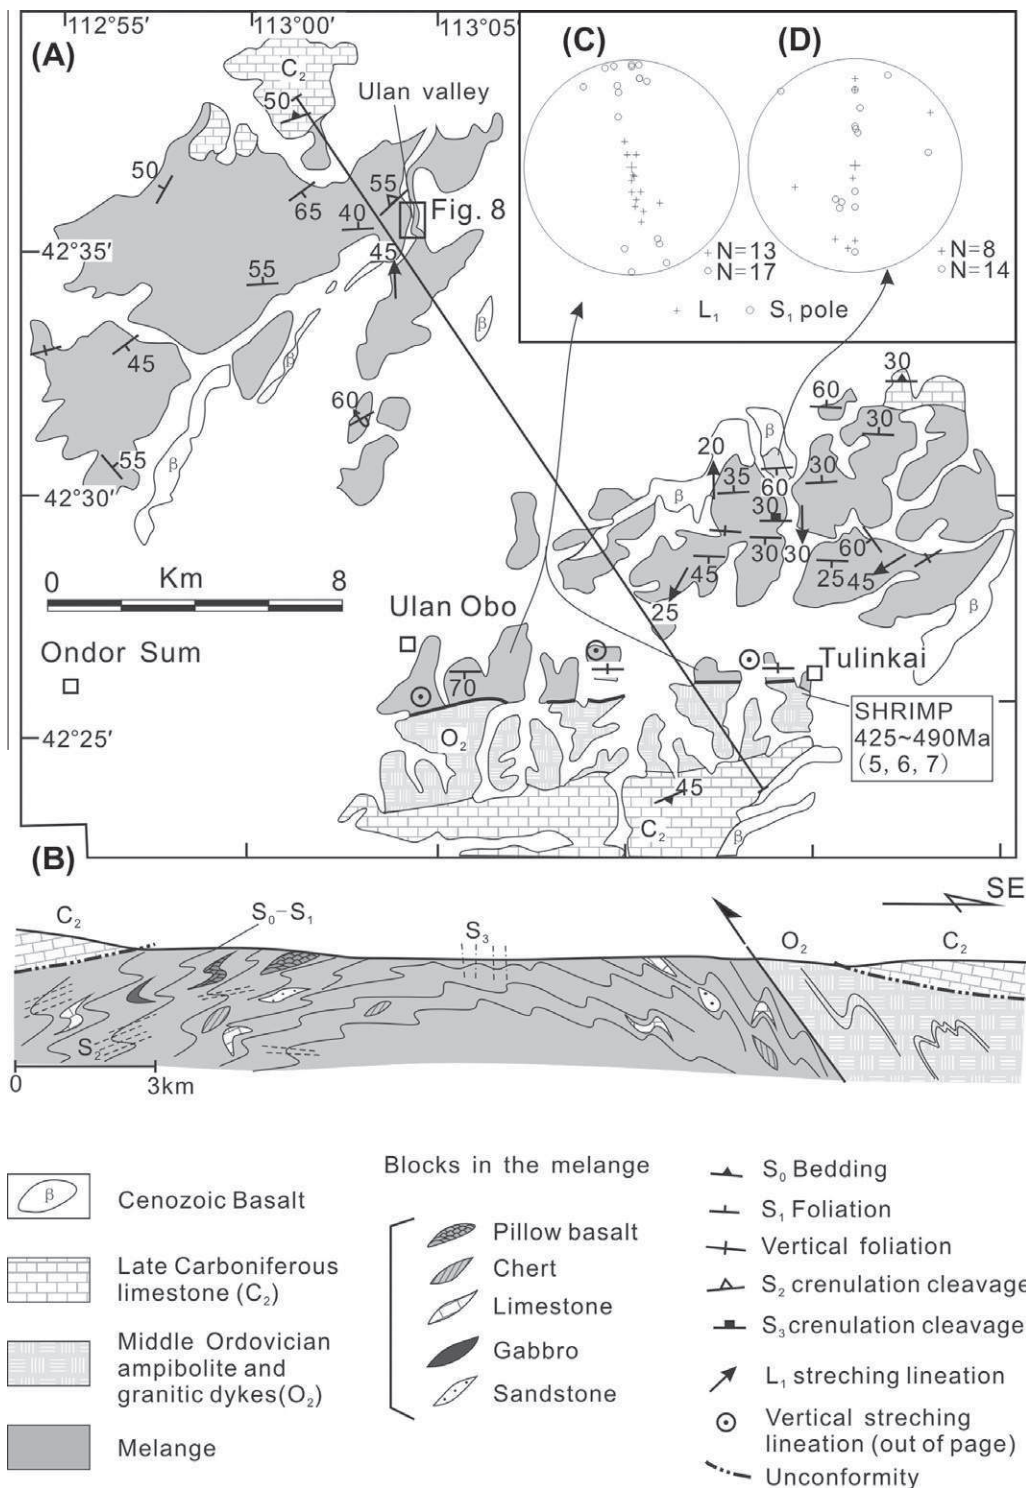 112°55′ 113°00′ 113°05′
(A) (C) (D)
C₂
50
Ulan valley
50
55
65
40
Fig. 8
45
42°35′
55
N=13
N=17
N=8
N=14
L₁ S₁ pole
β
β
45
30
60
60
β
30
20
55
β
35
30
42°30′
β
60
30
0 Km 8
30
30
60
45
25
45
25
β
Ulan Obo
Ondor Sum
Tulinkai
70
SHRIMP
425~490Ma
(5, 6, 7)
42°25′
O₂
45
C₂
β
(B)
SE
C₂ S₀-S₁ S₃ O₂ C₂
S₂
0 3km
β Cenozoic Basalt
Late Carboniferous
limestone (C₂)
Middle Ordovician
ampibolite and
granitic dykes(O₂)
Melange
Blocks in the melange
Pillow basalt
Chert
Limestone
Gabbro
Sandstone
S₀ Bedding
S₁ Foliation
Vertical foliation
S₂ crenulation cleavage
S₃ crenulation cleavage
L₁ streching lineation
Vertical streching
lineation (out of page)
Unconformity